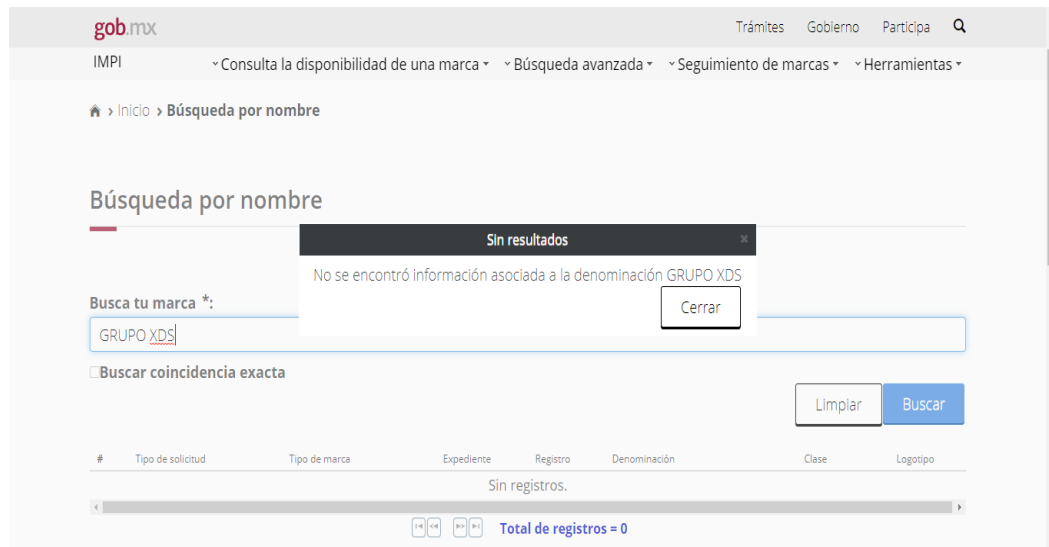 gob.mx Trámites Gobierno Participa
IMPI Consulta la disponibilidad de una marca Búsqueda avanzada Seguimiento de marcas Herramientas
> Inicio > Búsqueda por nombre
Búsqueda por nombre
Sin resultados ×
No se encontró información asociada a la denominación GRUPO XDS
Cerrar
Busca tu marca *:
GRUPO XDS
Buscar coincidencia exacta
Limpiar Buscar
# Tipo de solicitud Tipo de marca Expediente Registro Denominación Clase Logotipo
Sin registros.
Total de registros = 0